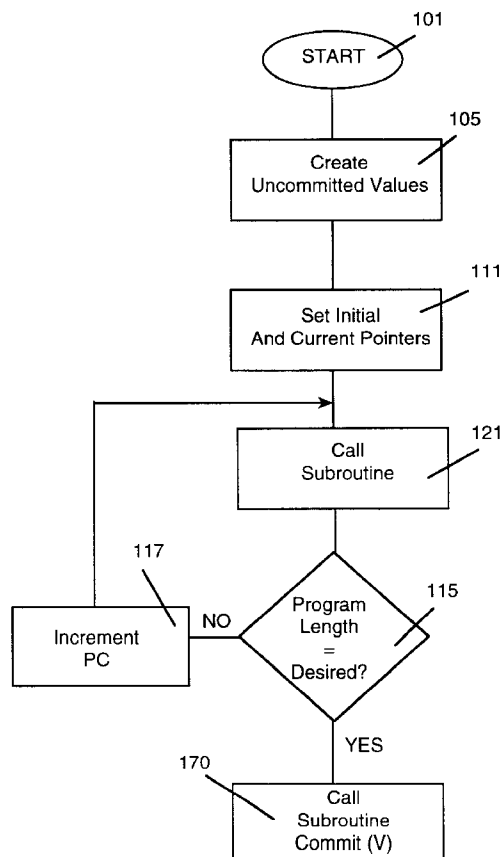 101
START
105
Create
Uncommitted Values
111
Set Initial
And Current Pointers
121
Call
Subroutine
117
Increment
PC
NO
115
Program
Length
=
Desired?
YES
170
Call
Subroutine
Commit (V)